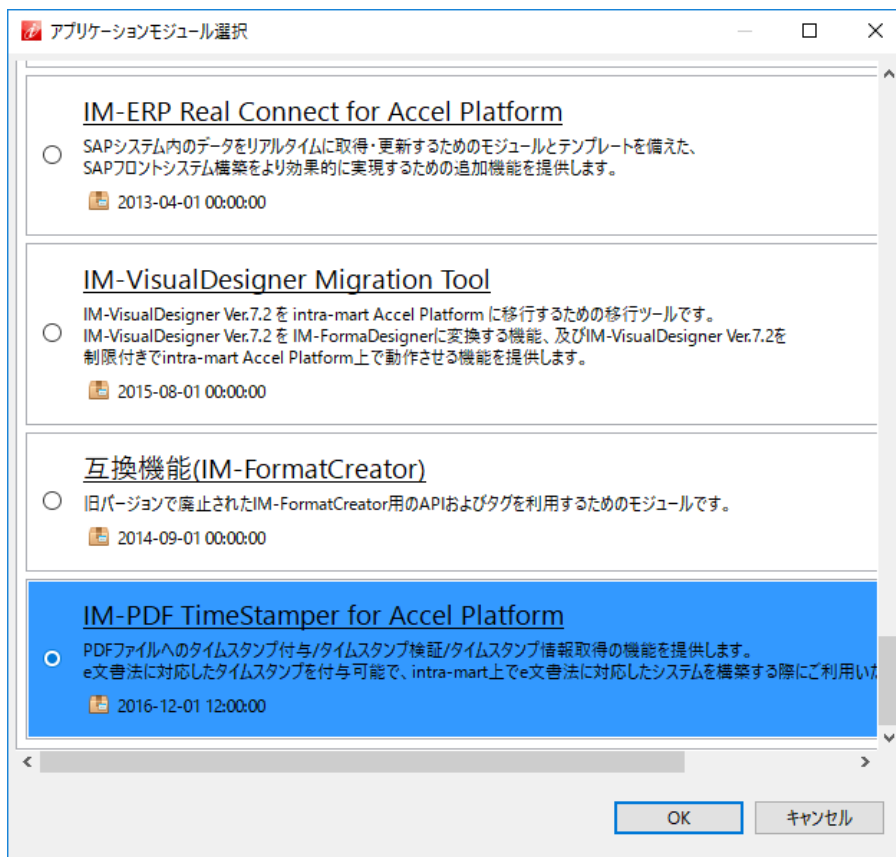 アプリケーションモジュール選択
IM-ERP Real Connect for Accel Platform
SAPシステム内のデータをリアルタイムに取得・更新するためのモジュールとテンプレートを備えた、
SAPフロントシステム構築をより効果的に実現するための追加機能を提供します。
2013-04-01 00:00:00
IM-VisualDesigner Migration Tool
IM-VisualDesigner Ver.7.2 を intra-mart Accel Platform に移行するための移行ツールです。
IM-VisualDesigner Ver.7.2 を IM-FormaDesignerに変換する機能、及びIM-VisualDesigner Ver.7.2を
制限付きでintra-mart Accel Platform上で動作させる機能を提供します。
2015-08-01 00:00:00
互換機能(IM-FormatCreator)
旧バージョンで廃止されたIM-FormatCreator用のAPIおよびタグを利用するためのモジュールです。
2014-09-01 00:00:00
IM-PDF TimeStamper for Accel Platform
PDFファイルへのタイムスタンプ付与/タイムスタンプ検証/タイムスタンプ情報取得の機能を提供します。
e文書法に対応したタイムスタンプを付与可能で、intra-mart上でe文書法に対応したシステムを構築する際にご利用いた
2016-12-01 12:00:00
OK
キャンセル